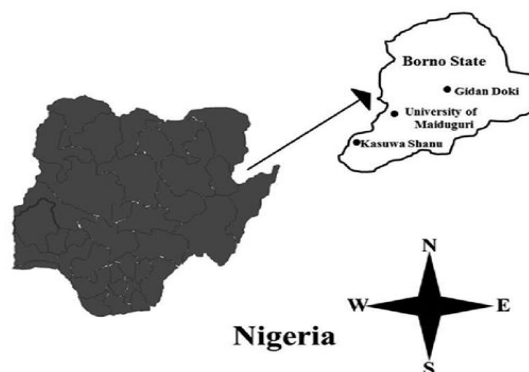 Borno State
Gidan Doki
University of
Maiduguri
Kasuwa Shanu
N
W
E
Nigeria
S